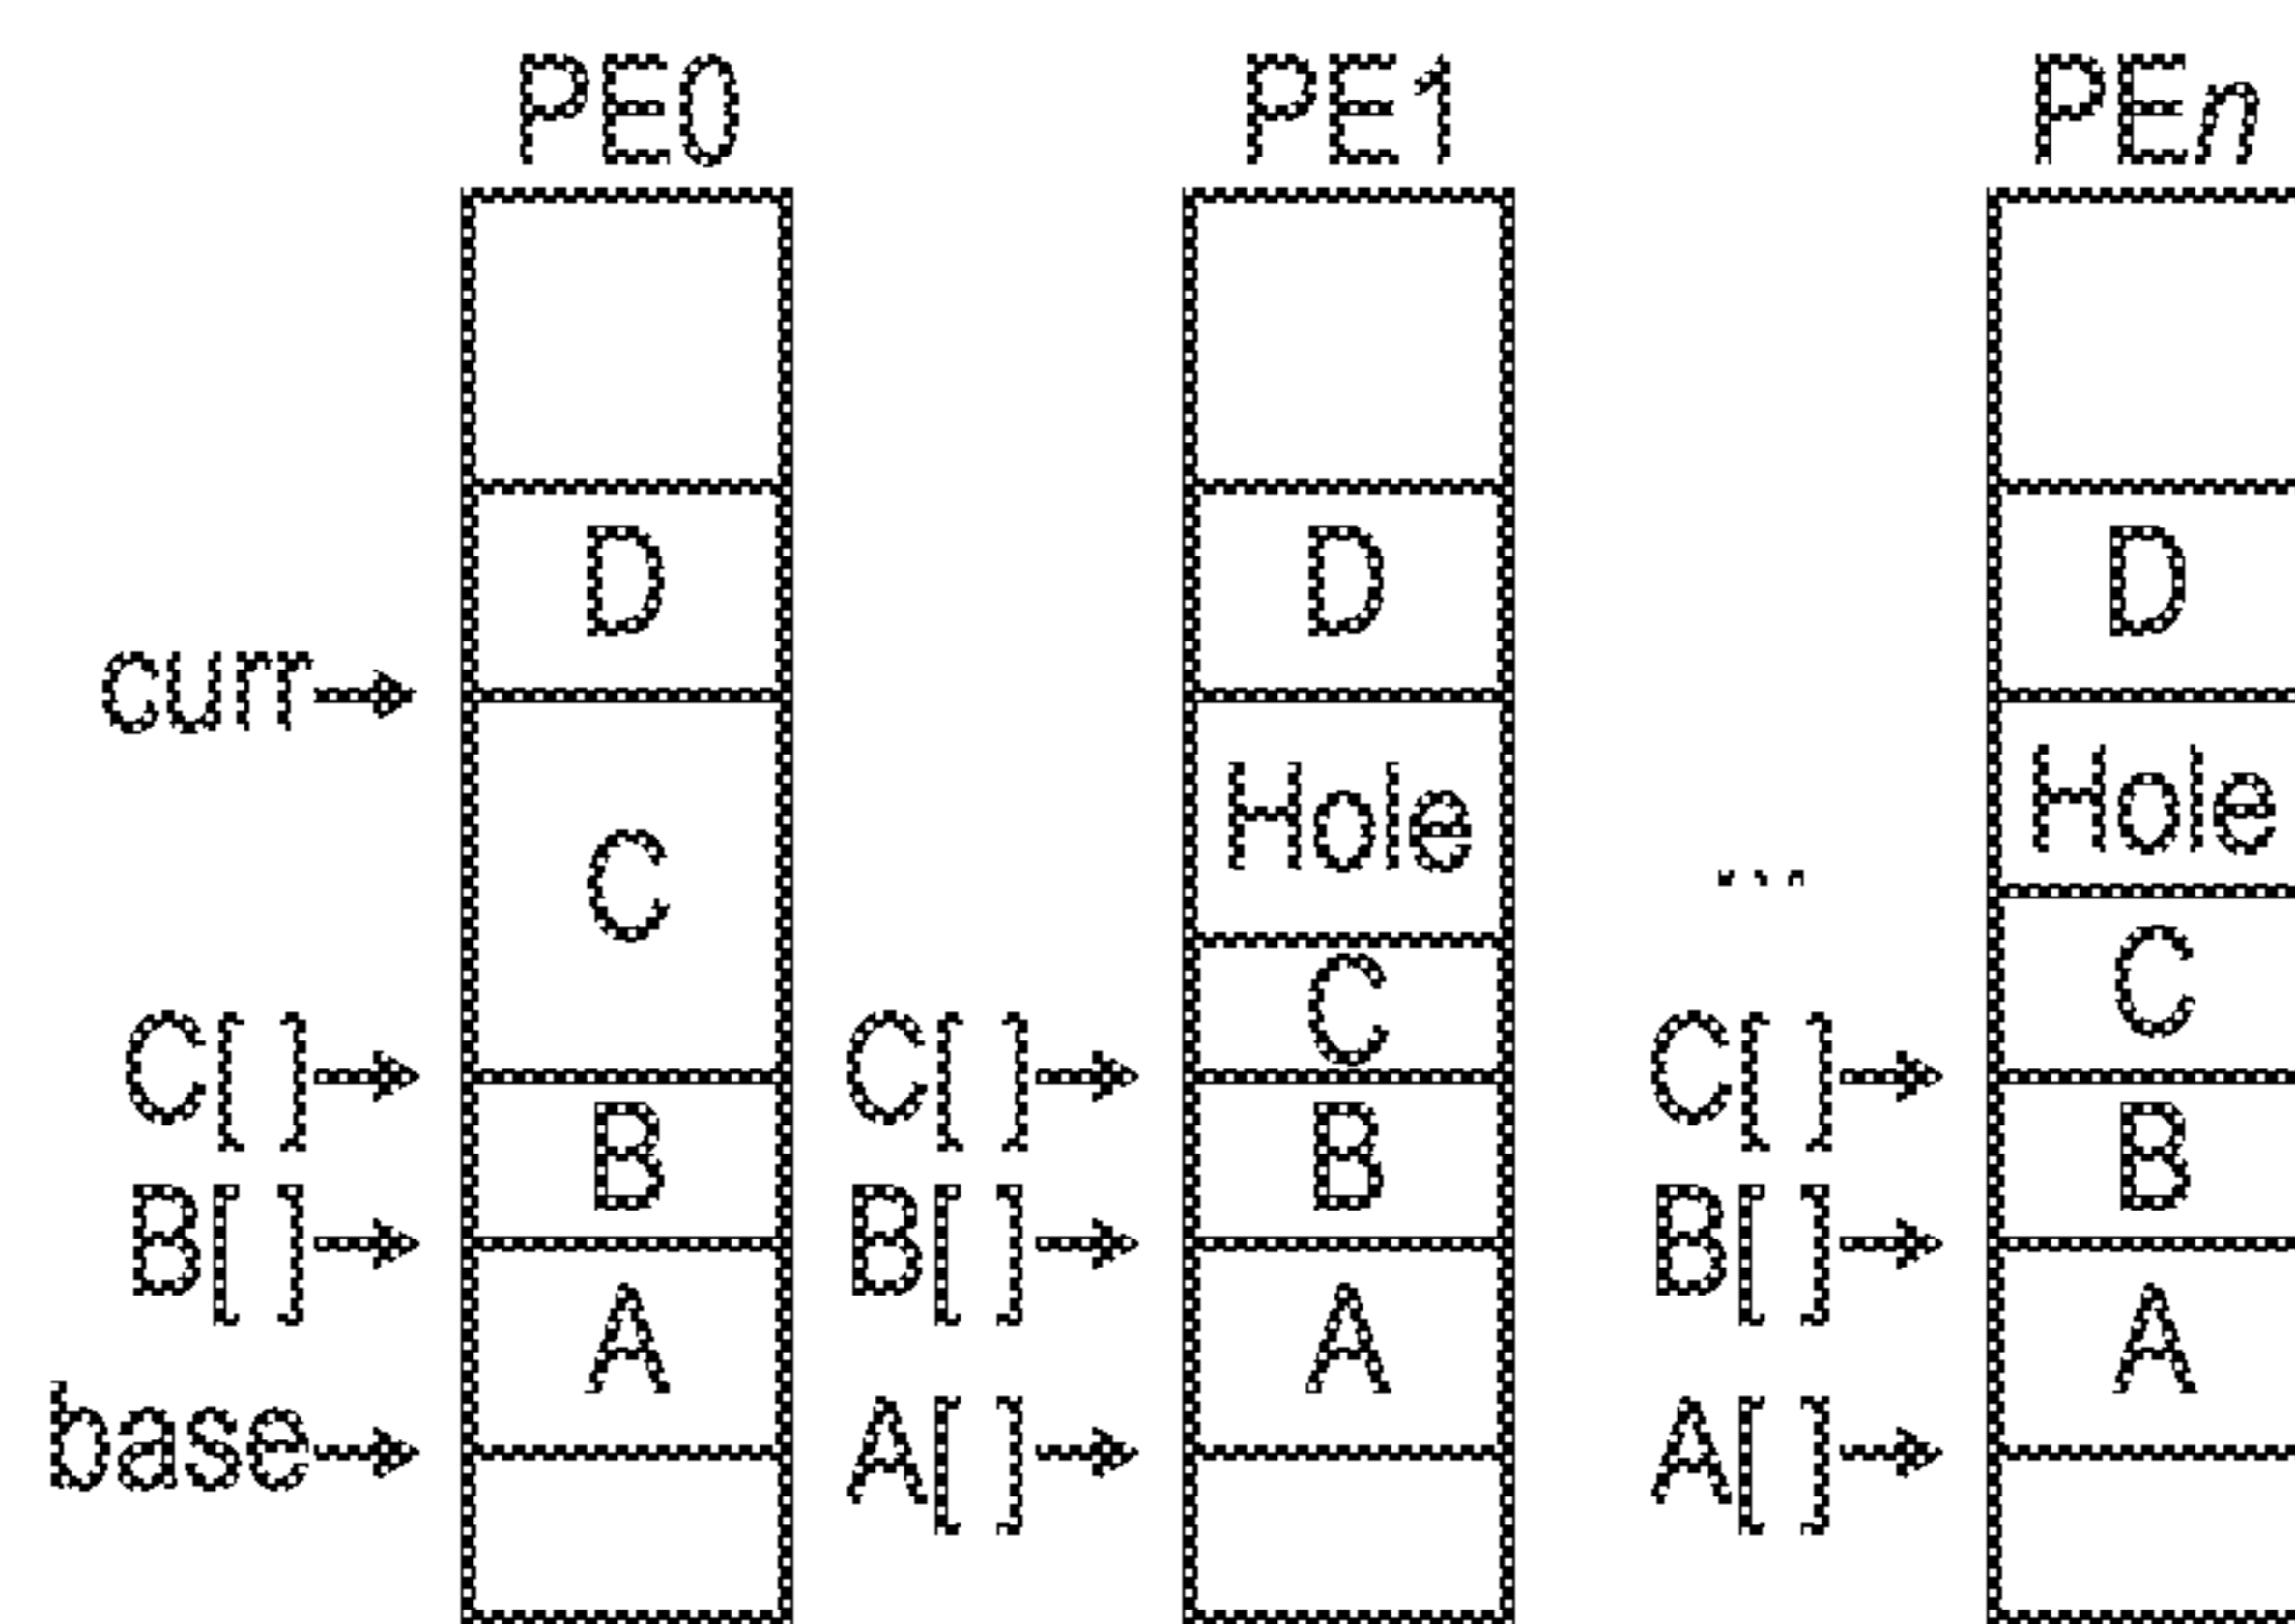 PE0 PE1 PEn
D D D
curr
Hole Hole
C
...
C C
C[ ] C[ ] C[ ]
B B B
B[ ] B[ ] B[ ]
A A A
base A[ ] A[ ]